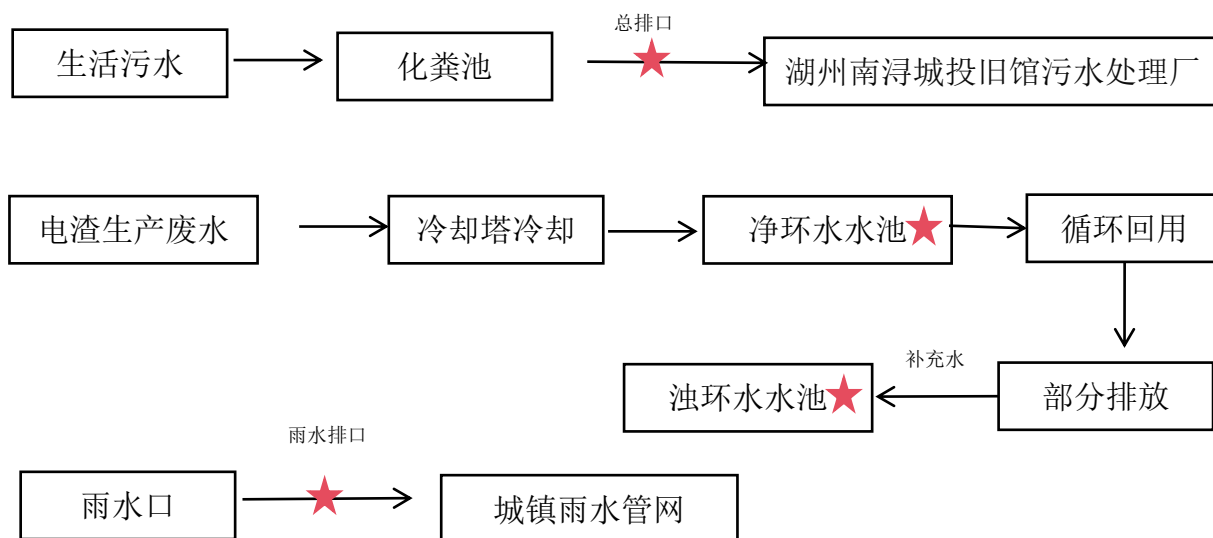 总排口
生活污水
化粪池
湖州南浔城投旧馆污水处理厂
电渣生产废水
冷却塔冷却
净环水水池
循环回用
补充水
浊环水水池
部分排放
雨水排口
雨水口
城镇雨水管网